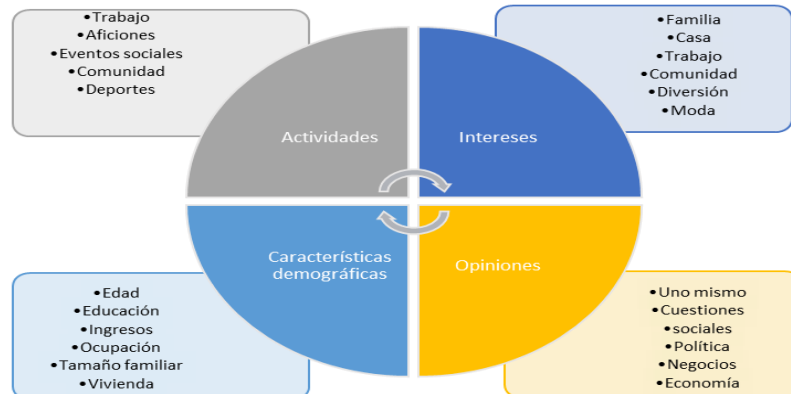 •Trabajo
•Aficiones
•Eventos sociales
•Comunidad
•Deportes
•Familia
•Casa
•Trabajo
•Comunidad
•Diversión
•Moda
Actividades
Intereses
Características
demográficas
Opiniones
•Edad
•Educación
•Ingresos
•Ocupación
•Tamaño familiar
•Vivienda
•Uno mismo
•Cuestiones
sociales
•Política
•Negocios
•Economía